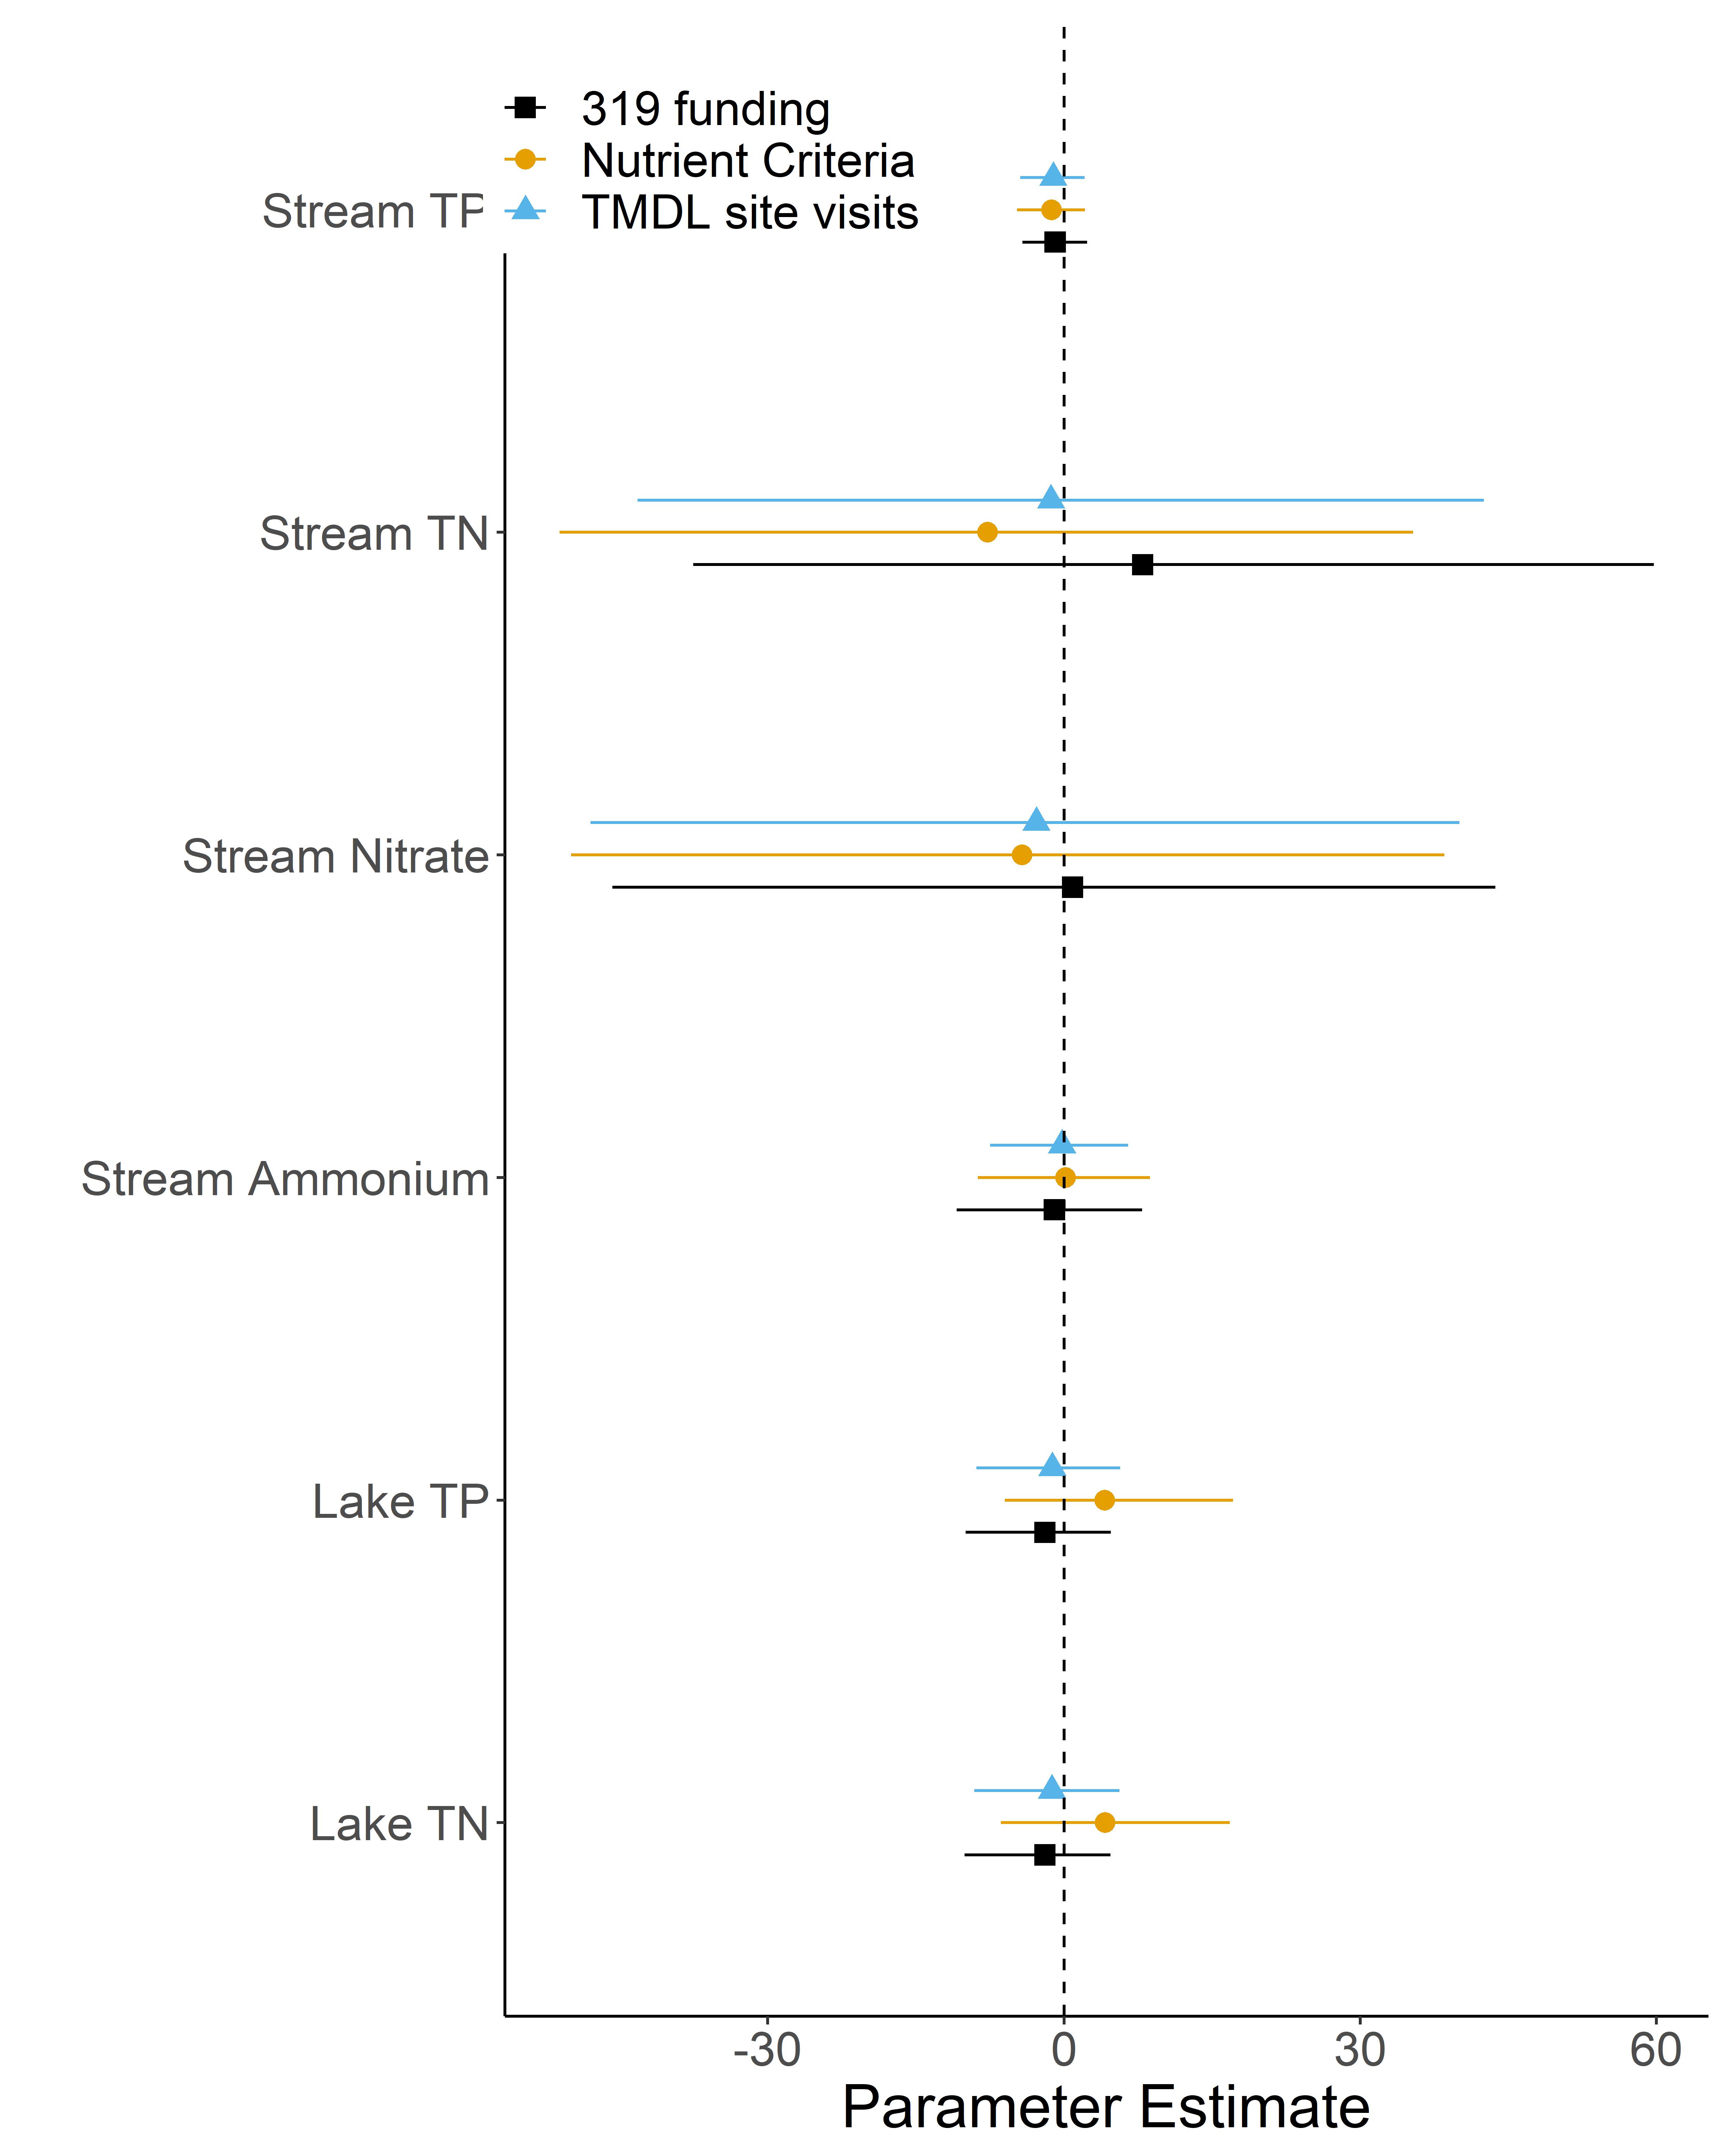 319 funding
Nutrient Criteria
TMDL site visits
Stream TP
Stream TN
Stream Nitrate
Stream Ammonium
Lake TP
Lake TN
-30 0 30 60
Parameter Estimate